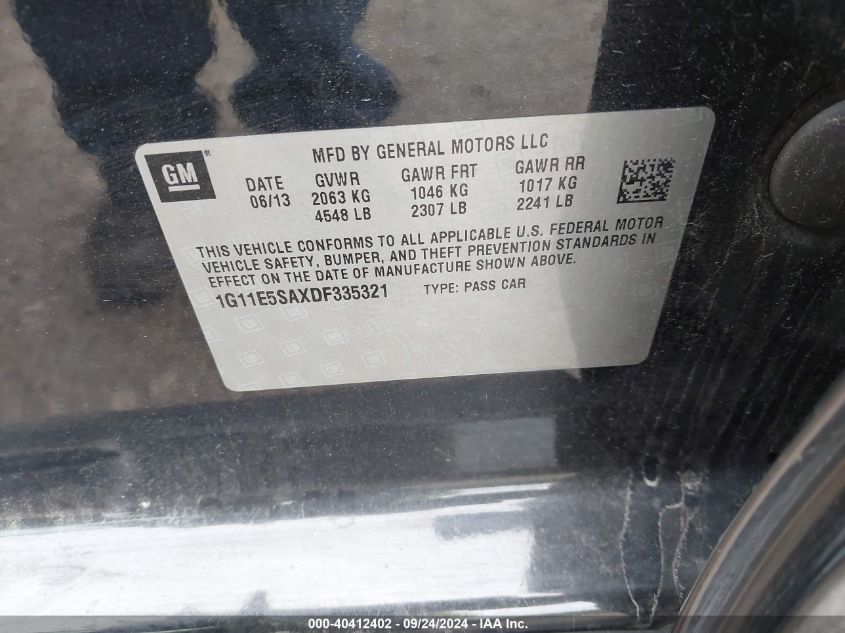 GM
MFD BY GENERAL MOTORS LLC
DATE GVWR GAWR FRT GAWR RR
06/13 2063 KG 1046 KG 1017 KG
4548 LB 2307 LB 2241 LB
THIS VEHICLE CONFORMS TO ALL APPLICABLE U.S. FEDERAL MOTOR
VEHICLE SAFETY, BUMPER, AND THEFT PREVENTION STANDARDS IN
EFFECT ON THE DATE OF MANUFACTURE SHOWN ABOVE.
1G11E5SAXDF335321 TYPE: PASS CAR
000-40412402 - 09/24/2024 - IAA Inc.